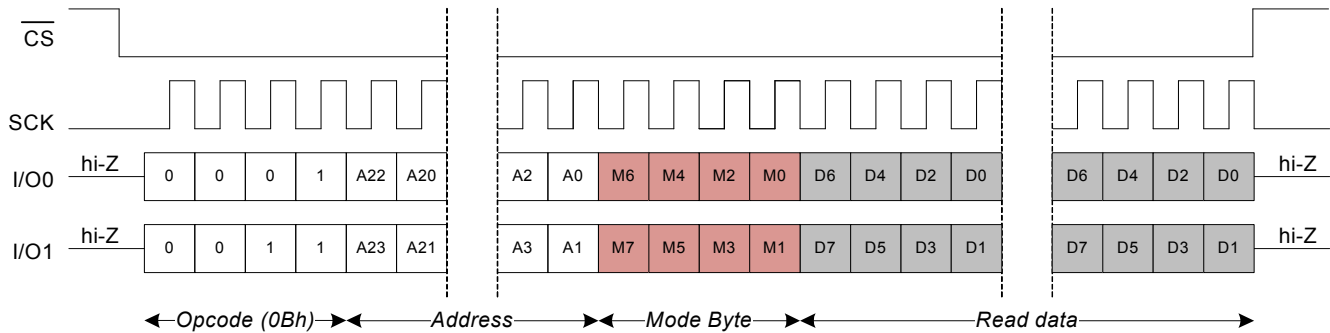 CS
SCK
hi-Z hi-Z
I/O0 0 0 0 1 A22 A20 A2 A0 M6 M4 M2 M0 D6 D4 D2 D0 D6 D4 D2 D0
hi-Z hi-Z
I/O1 0 0 1 1 A23 A21 A3 A1 M7 M5 M3 M1 D7 D5 D3 D1 D7 D5 D3 D1
Opcode (0Bh) Address Mode Byte Read data